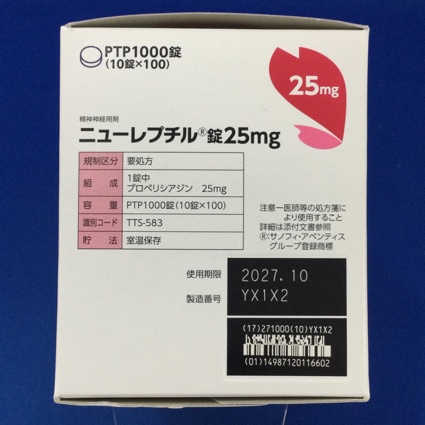 PTP1000錠
(10錠×100)
25mg
精神神経用剤
ニューレプチル®錠25mg
規制区分 要処方
組 成 1錠中
プロペリシアジン 25mg
容 量 PTP1000錠(10錠×100)
識別コード TTS-583
貯 法 室温保存
注意－医師等の処方箋に
より使用すること
詳細は添付文書参照
®:サノフィ・アベンティス
グループ登録商標
使用期限 2027.10
製造番号 YX1X2
(17)271000(10)YX1X2
(01)14987120116602